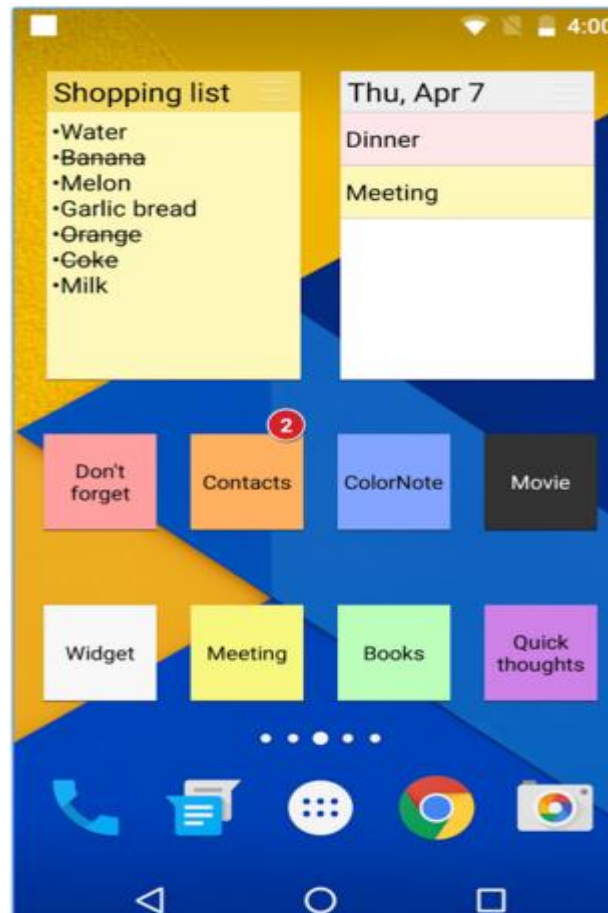 4:00
Shopping list
•Water
•Banana
•Melon
•Garlic bread
•Orange
•Coke
•Milk
Thu, Apr 7
Dinner
Meeting
2
Don't
forget
Contacts
ColorNote
Movie
Widget
Meeting
Books
Quick
thoughts